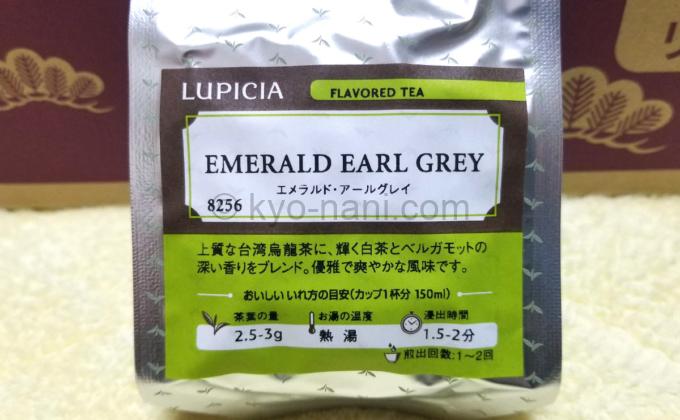 LUPICIA
FLAVORED TEA
EMERALD EARL GREY
エメラルド・アールグレイ
8256
© kyo-nani.com
上質な台湾烏龍茶に、輝く白茶とベルガモットの
深い香りをブレンド。優雅で爽やかな風味です。
おいしいいれ方の目安(カップ1杯分 150ml)
茶葉の量 お湯の温度 浸出時間
2.5-3g 熱湯 1.5-2分
煎出回数:1~2回